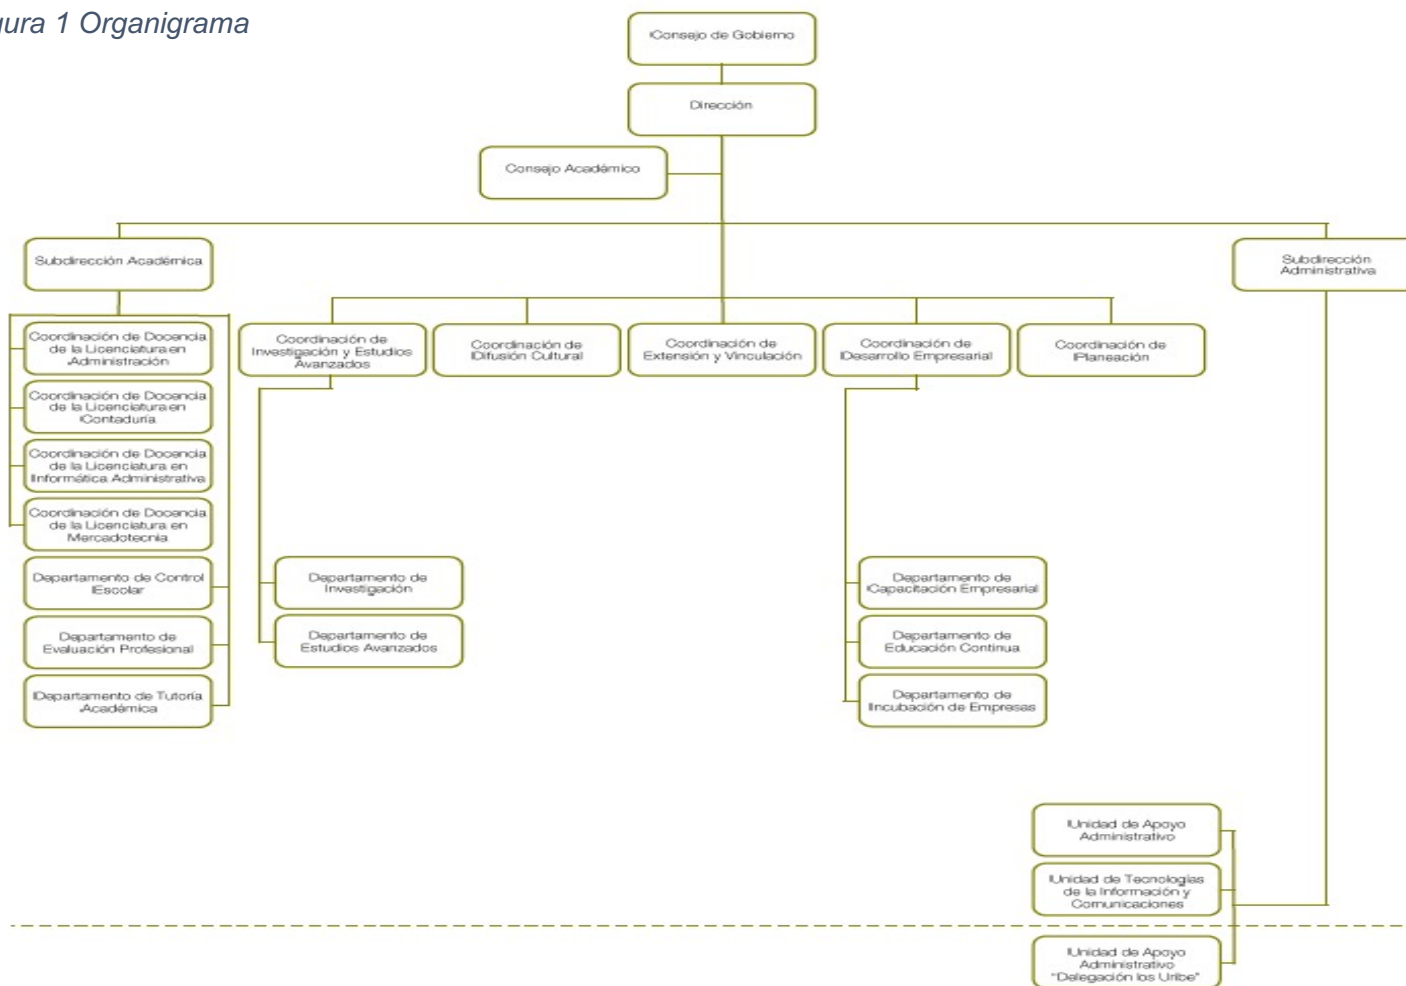 gura 1 Organigrama
Consejo de Gobierno
Dirección
Consejo Académico
Subdirección Académica
Subdirección
Administrativa
Coordinación de
Investigación y Estudios
Avanzados
Coordinación de
Difusión Cultural
Coordinación de
Extensión y Vinculación
Coordinación de
Desarrollo Empresarial
Coordinación de
Planeación
Coordinación de Docencia
de la Licenciatura en
Administración
Coordinación de Docencia
de la Licenciatura en
Contaduría
Coordinación de Docencia
de la Licenciatura en
Informática Administrativa
Coordinación de Docencia
de la Licenciatura en
Mercadotecnia
Departamento de Control
Escolar
Departamento de
Evaluación Profesional
Departamento de Tutoría
Académica
Departamento de
Investigación
Departamento de
Estudios Avanzados
Departamento de
Capacitación Empresarial
Departamento de
Educación Continua
Departamento de
Incubación de Empresas
Unidad de Apoyo
Administrativo
Unidad de Tecnologías
de la Información y
Comunicaciones
Unidad de Apoyo
Administrativo
"Delegación los Uribe"